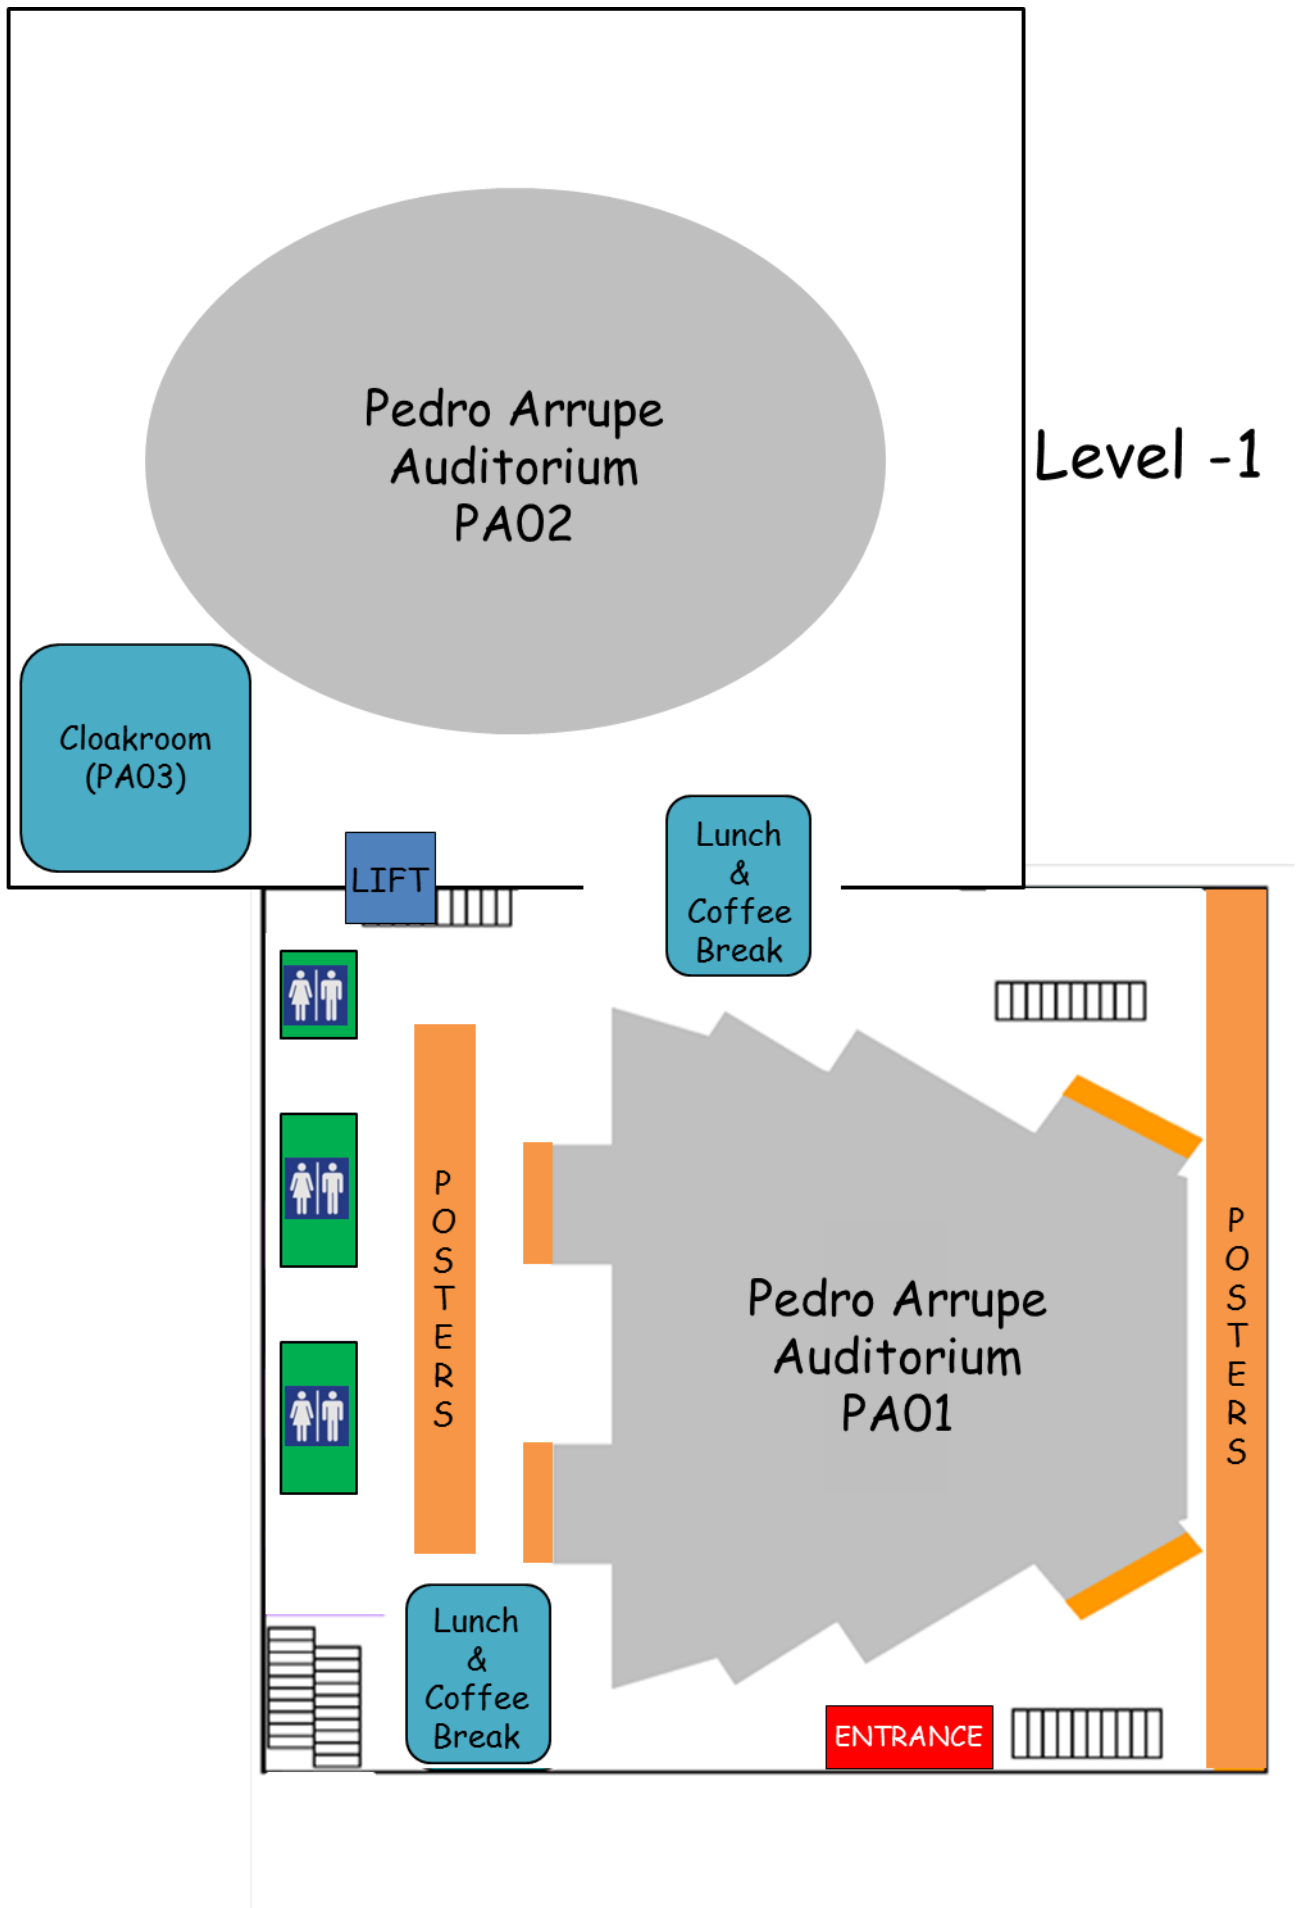 Pedro Arrupe
Auditorium
PA02
Level -1
Cloakroom
(PA03)
Lunch
&
Coffee
Break
LIFT
P
O
S
T
E
R
S
P
O
S
T
E
R
S
Pedro Arrupe
Auditorium
PA01
Lunch
&
Coffee
Break
ENTRANCE